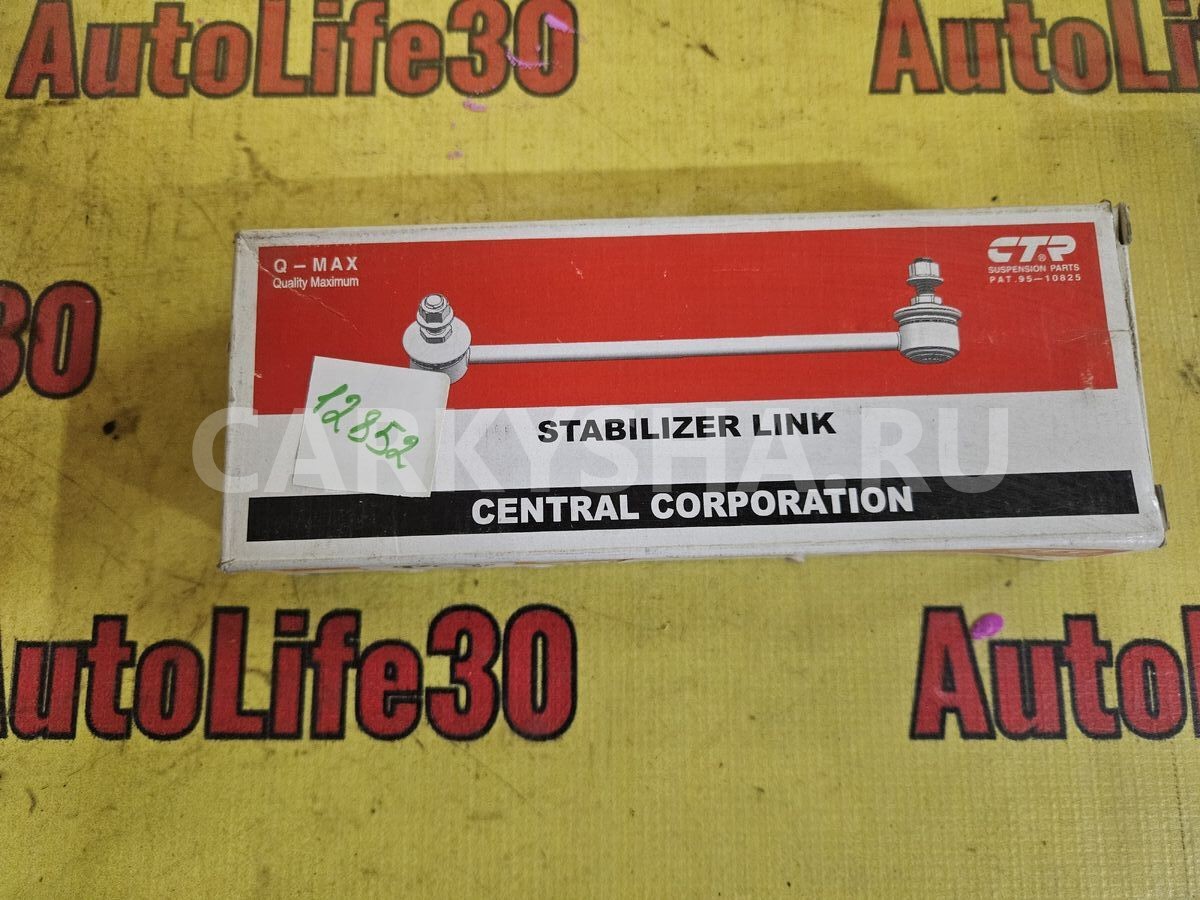 AutoLife30
AutoLi
30
Q – MAX
Quality Maximum
CTR
®
SUSPENSION PARTS
PAT.95–10825
12852
STABILIZER LINK
CARKYSHA.RU
CENTRAL CORPORATION
AutoLife30
AutoL